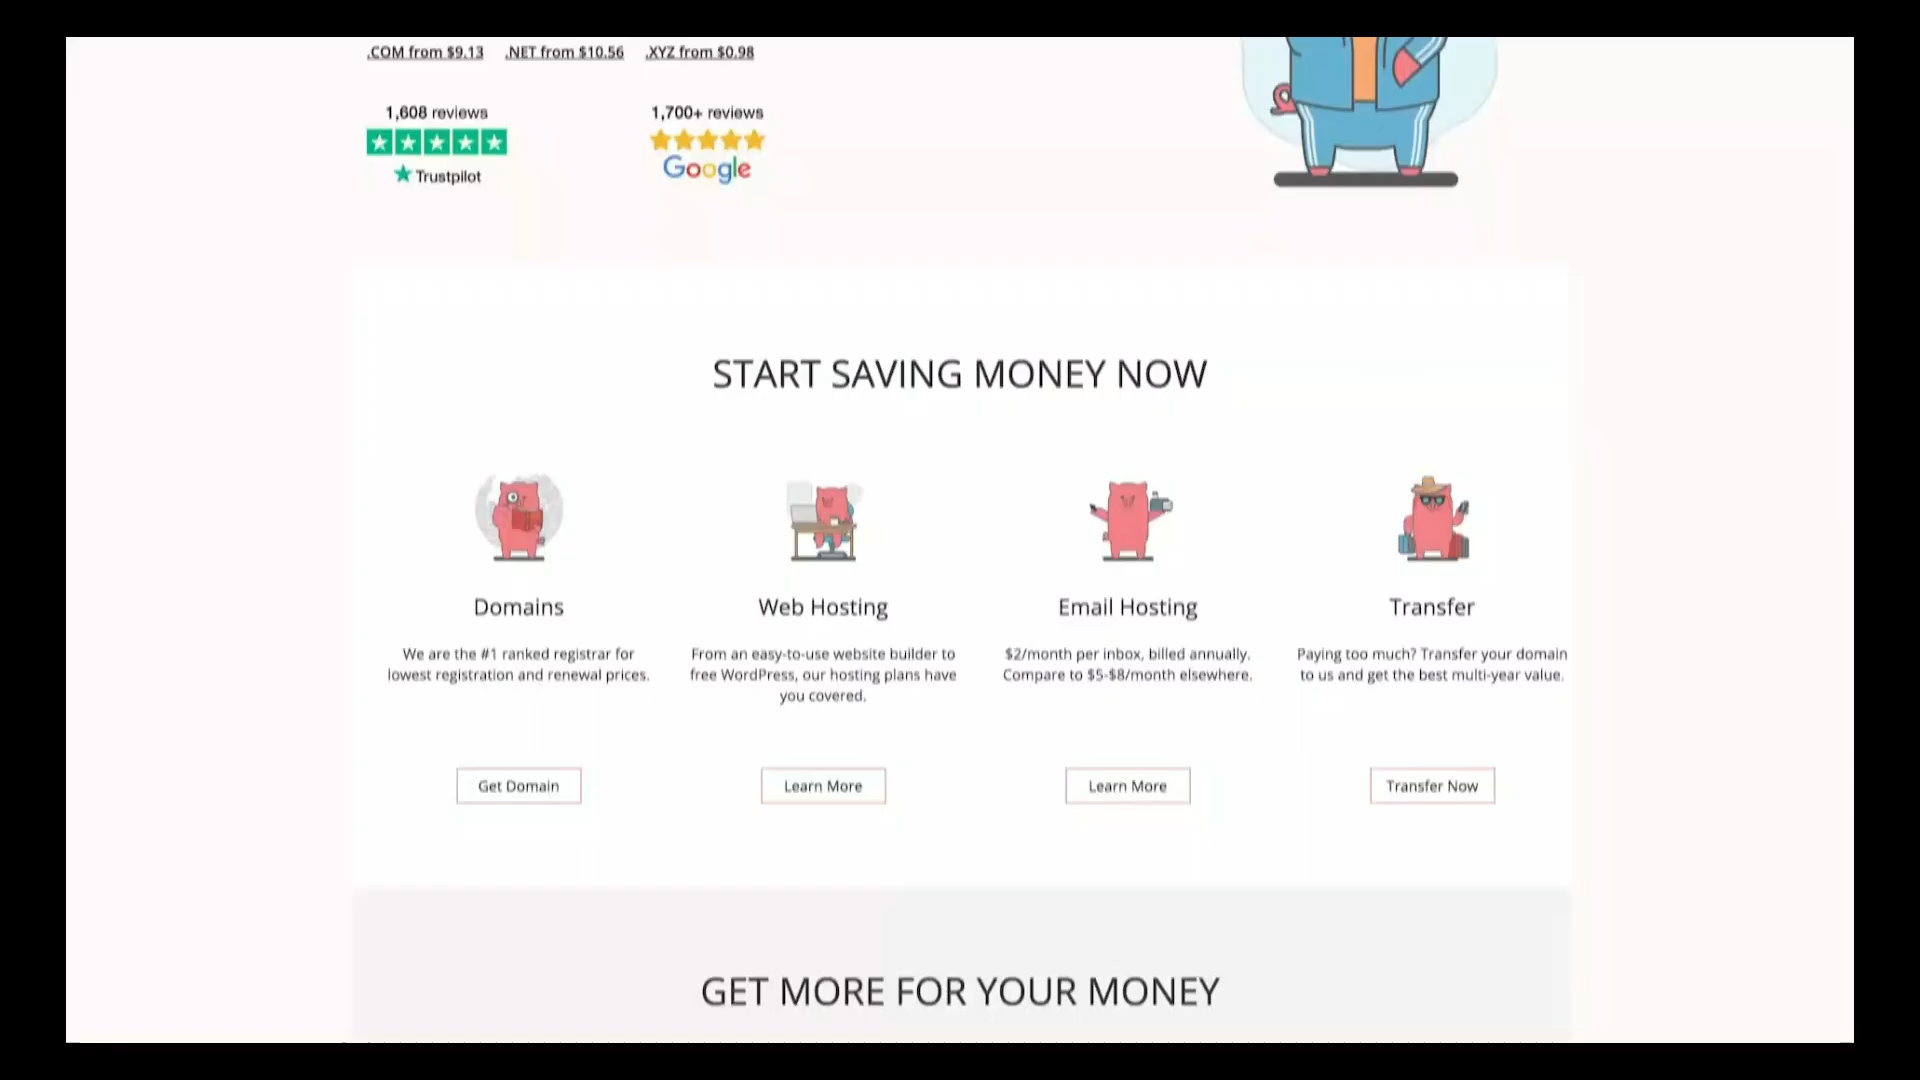 .COM from $9.13 .NET from $10.56 .XYZ from $0.98
1,608 reviews
Trustpilot
1,700+ reviews
Google
START SAVING MONEY NOW
Domains
We are the #1 ranked registrar for
lowest registration and renewal prices.
Get Domain
Web Hosting
From an easy-to-use website builder to
free WordPress, our hosting plans have
you covered.
Learn More
Email Hosting
$2/month per inbox, billed annually.
Compare to $5-$8/month elsewhere.
Learn More
Transfer
Paying too much? Transfer your domain
to us and get the best multi-year value.
Transfer Now
GET MORE FOR YOUR MONEY